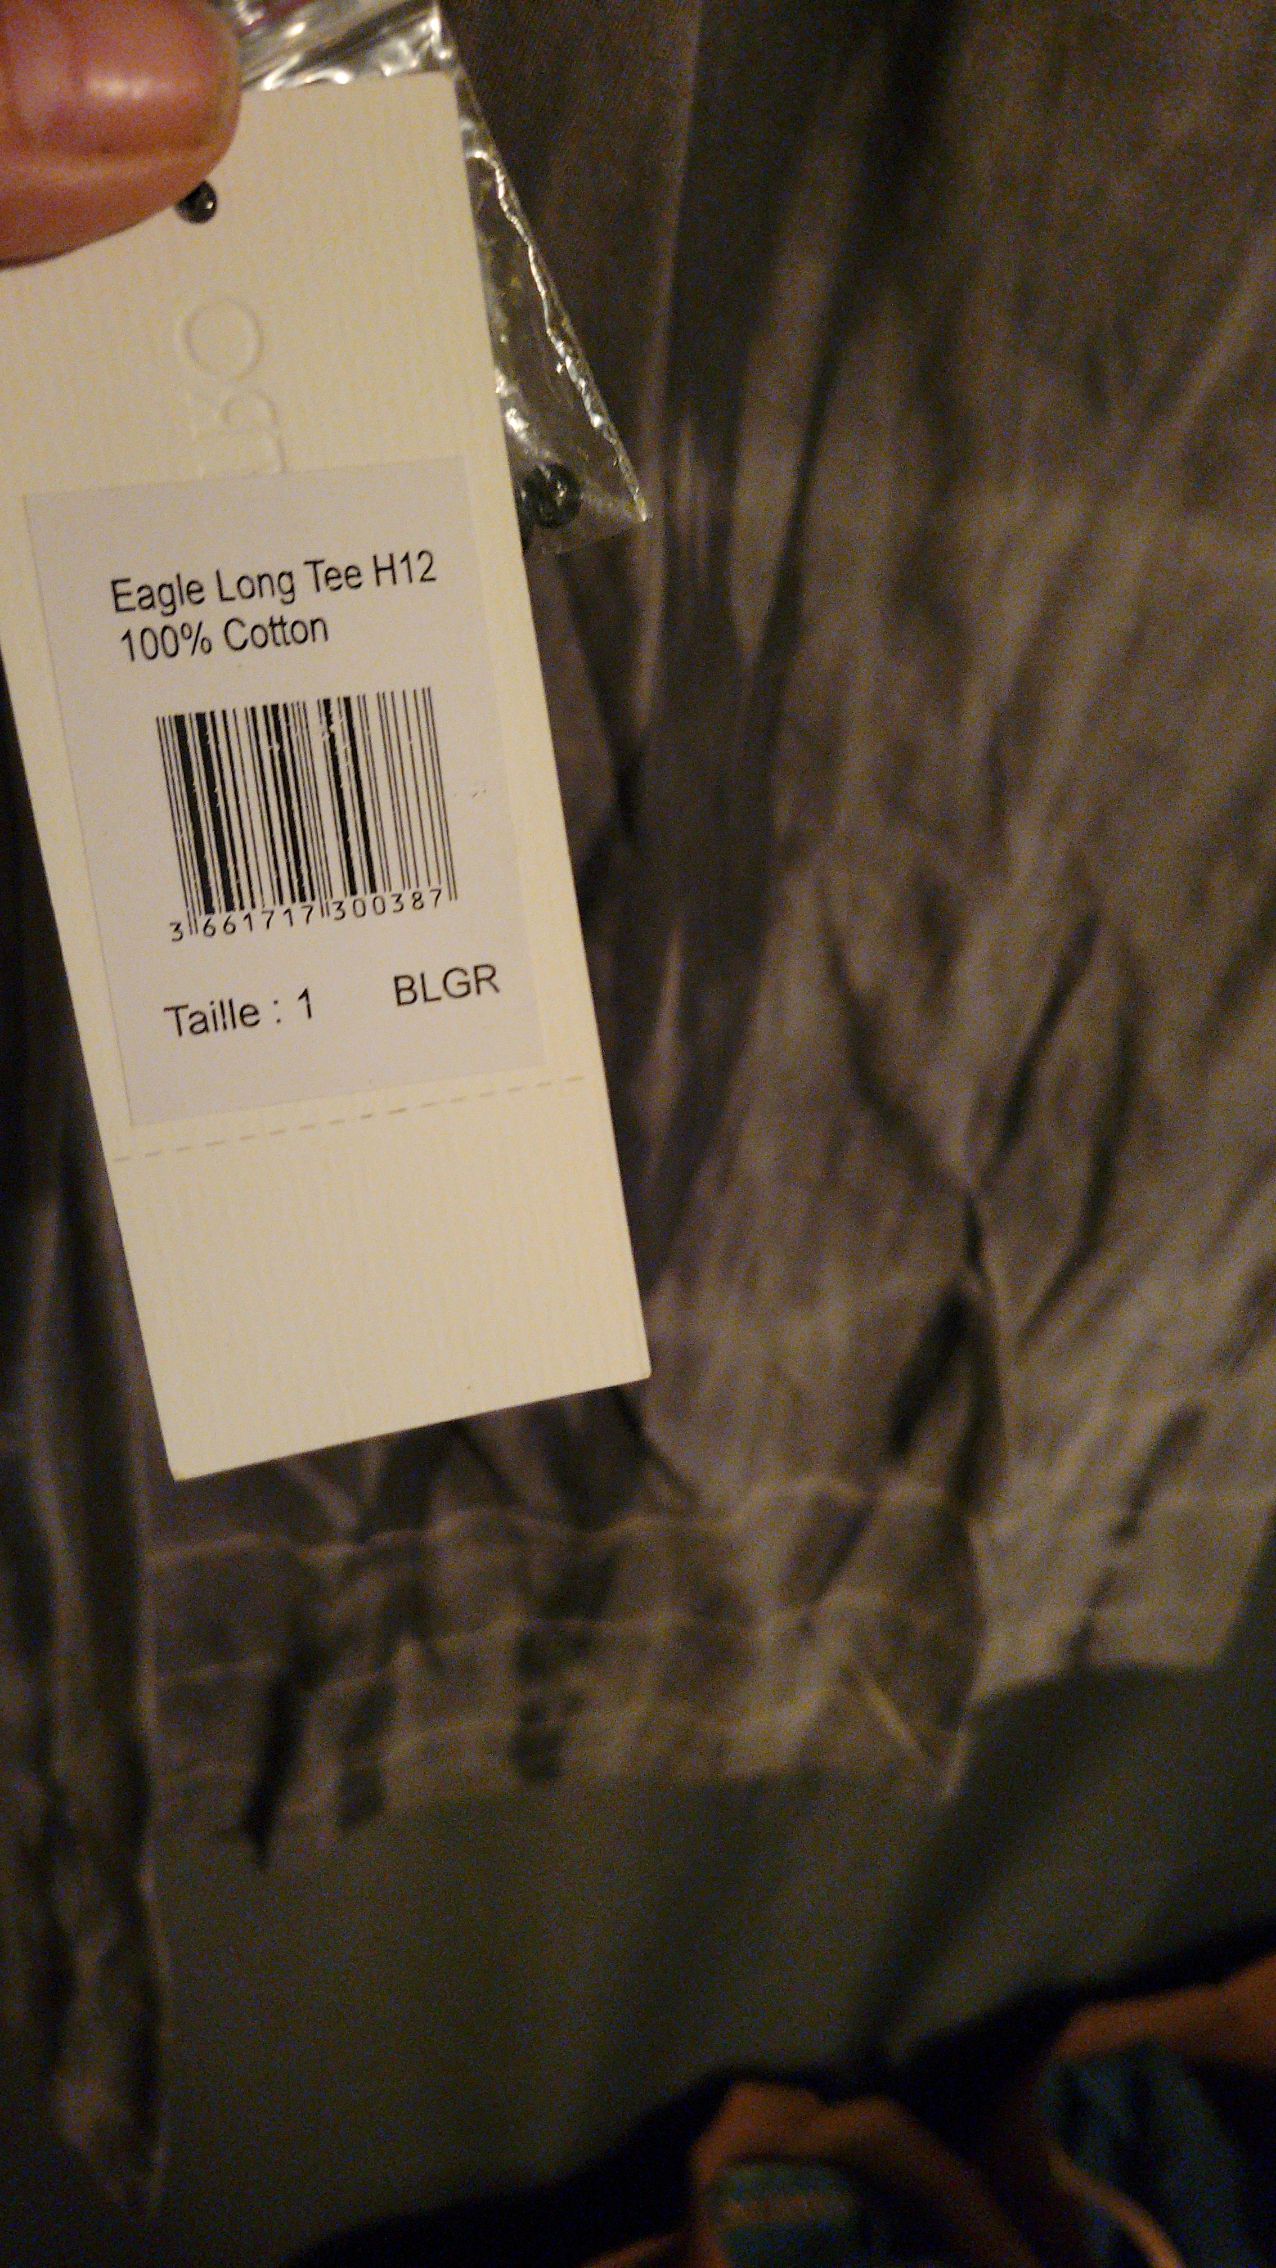 Eagle Long Tee H12
100% Cotton
3 661717 300387
Taille : 1 BLGR